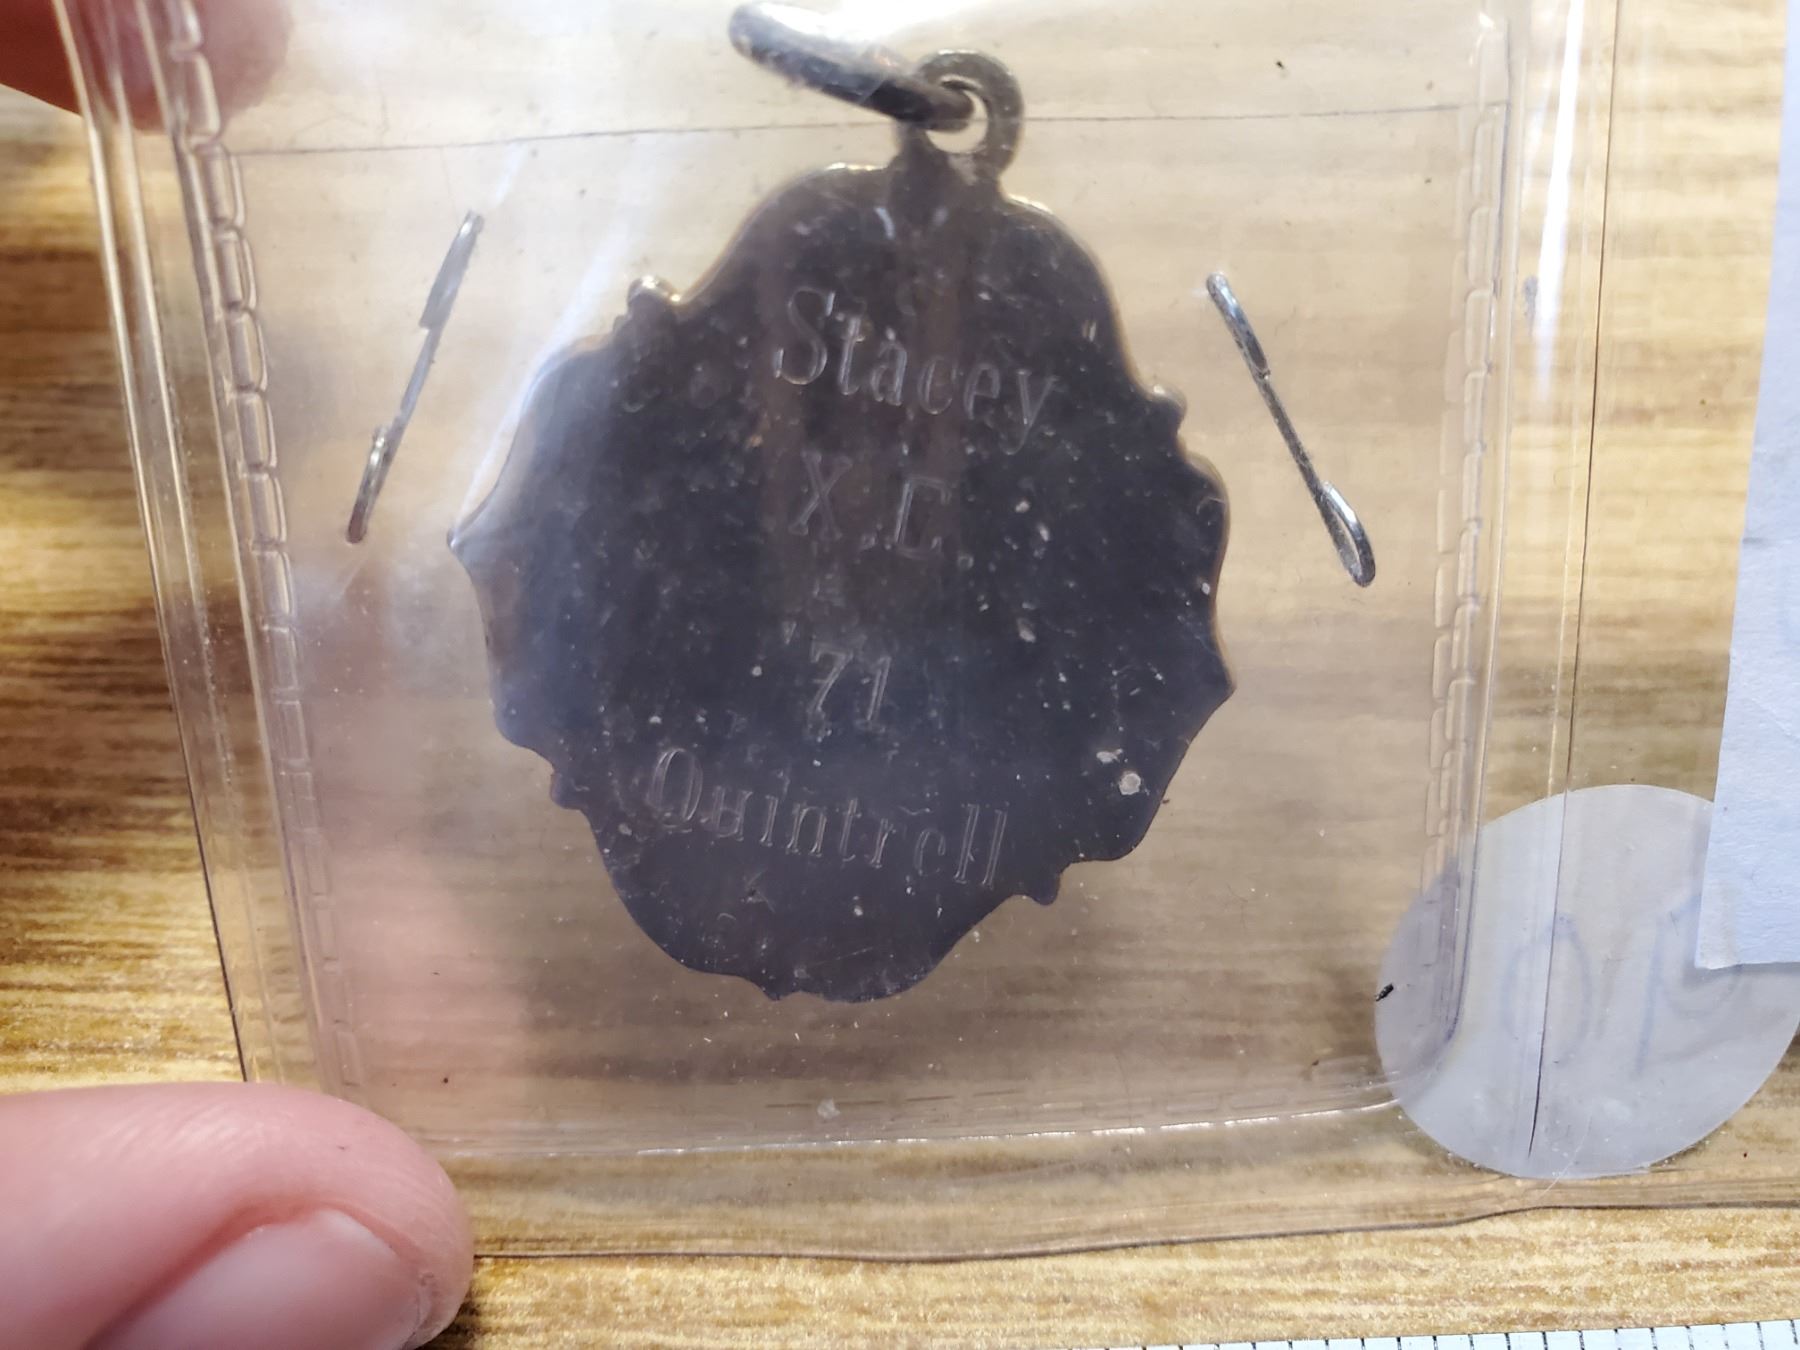 Stacey
X.C.
'71
Quintrell